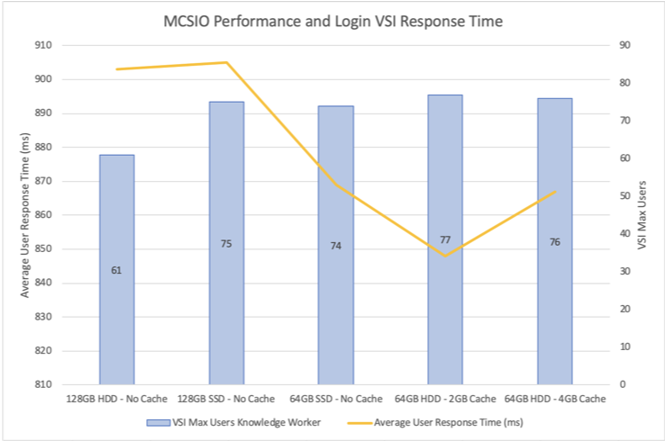 MCSIO Performance and Login VSI Response Time
910
900
890
880
870
860
850
840
830
820
810
Average User Response Time (ms)
90
80
70
60
50
40
30
20
10
0
VSI Max Users
61
75
74
77
76
128GB HDD - No Cache
128GB SSD - No Cache
64GB SSD - No Cache
64GB HDD - 2GB Cache
64GB HDD - 4GB Cache
VSI Max Users Knowledge Worker
Average User Response Time (ms)